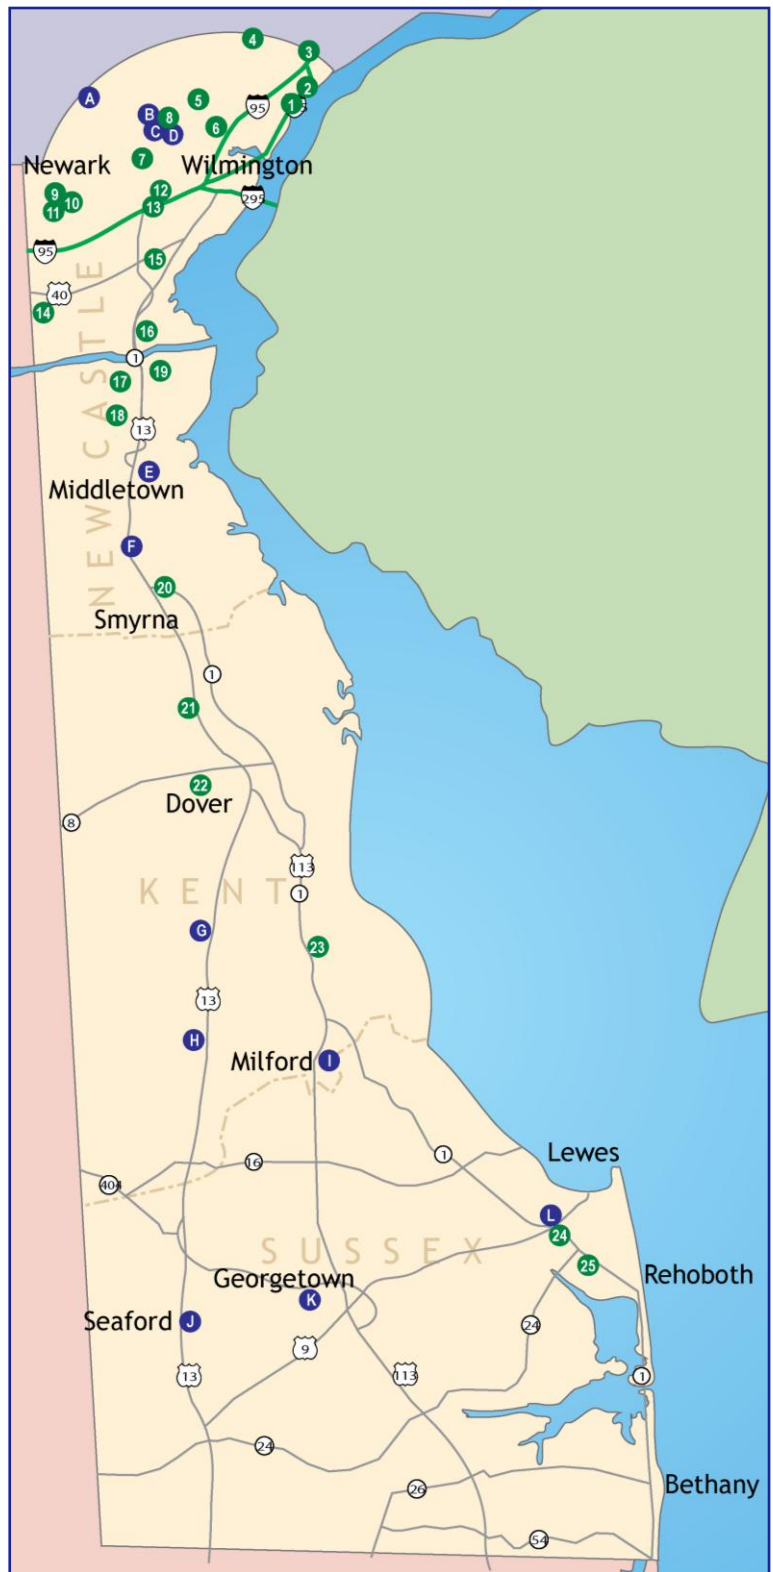 4
3
A
5
95
2
1
B
8
6
C
D
7
Newark
Wilmington
9
10
11
12
13
295
95
15
40
14
NEW CASTLE
16
1
19
17
18
13
E
Middletown
F
20
Smyrna
1
21
22
Dover
8
113
1
KENT
G
23
13
H
Milford
I
1
16
Lewes
404
L
24
SUSSEX
25
Georgetown
Rehoboth
K
Seaford
J
24
9
13
113
1
24
26
Bethany
54